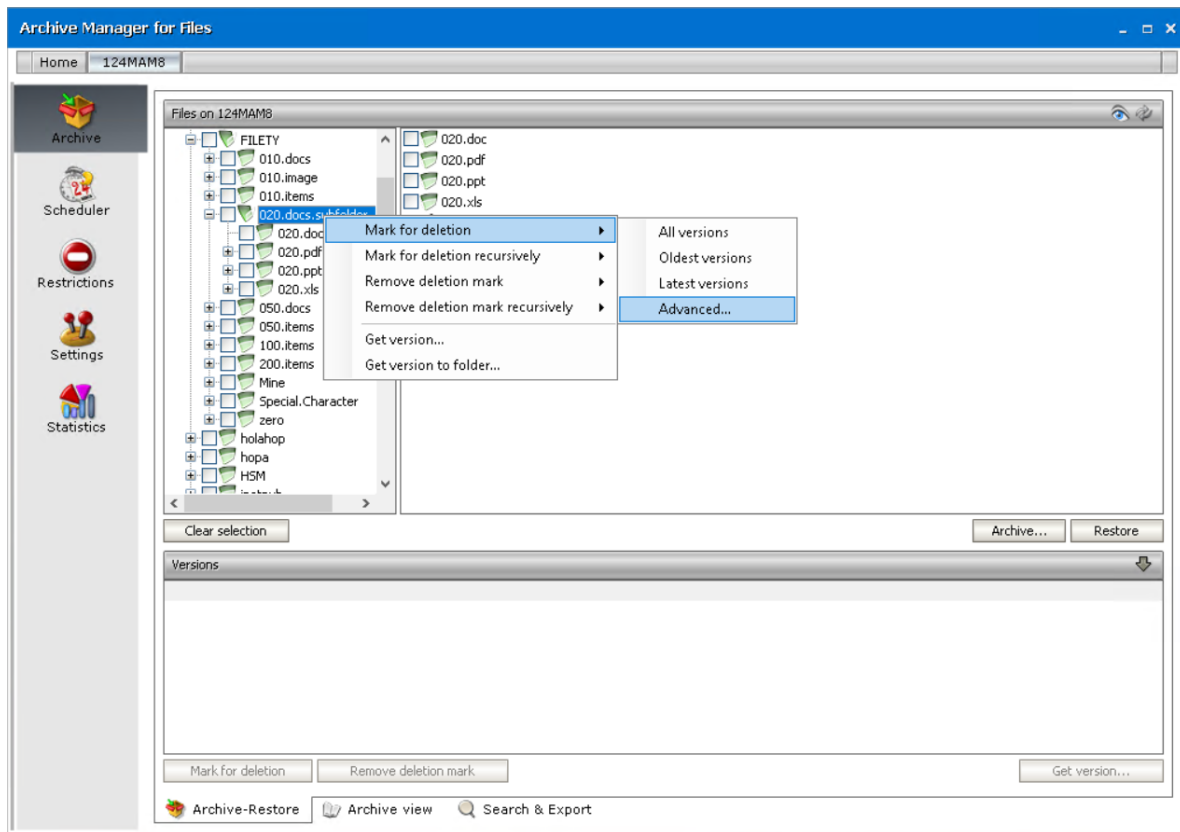 Archive Manager for Files
Home 124MAM8
Archive
Scheduler
Restrictions
Settings
Statistics
Files on 124MAM8
FILETY
010.docs
010.image
010.items
020.docs.subfolder
020.doc
020.pdf
020.ppt
020.xls
050.docs
050.items
100.items
200.items
Mine
Special.Character
zero
holahop
hopa
HSM
020.doc
020.pdf
020.ppt
020.xls
Mark for deletion
Mark for deletion recursively
Remove deletion mark
Remove deletion mark recursively
Get version...
Get version to folder...
All versions
Oldest versions
Latest versions
Advanced...
Clear selection
Archive... Restore
Versions
Mark for deletion Remove deletion mark Get version...
Archive-Restore Archive view Search & Export